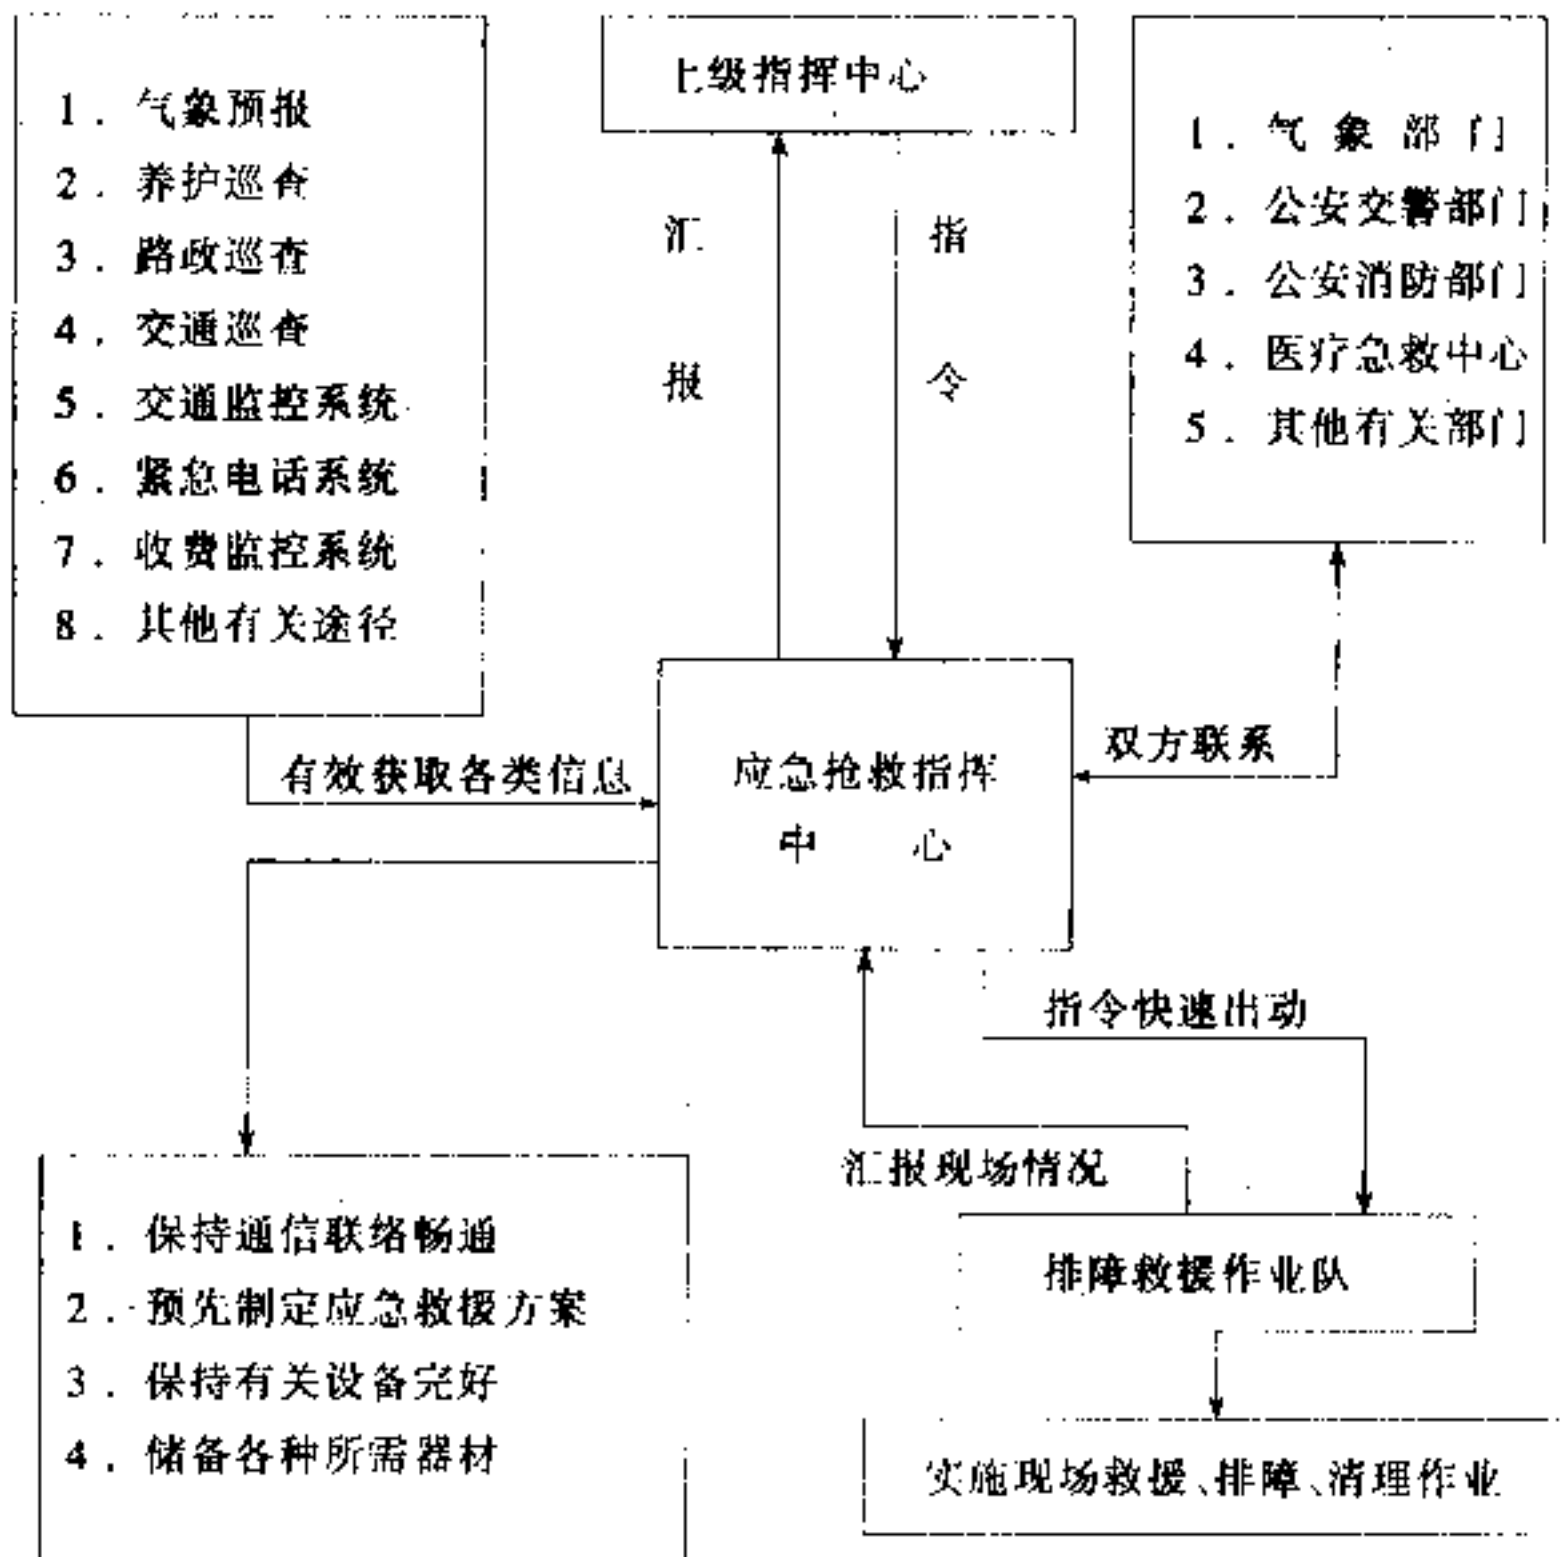 1. 气象预报
2. 养护巡查
3. 路政巡查
4. 交通巡查
5. 交通监控系统
6. 紧急电话系统
7. 收费监控系统
8. 其他有关途径
上级指挥中心
汇报
指令
1. 气象部门
2. 公安交警部门
3. 公安消防部门
4. 医疗急救中心
5. 其他有关部门
有效获取各类信息
应急抢救指挥
中心
双方联系
指令快速出动
汇报现场情况
1. 保持通信联络畅通
2. 预先制定应急救援方案
3. 保持有关设备完好
4. 储备各种所需器材
排障救援作业队
实施现场救援、排障、清理作业